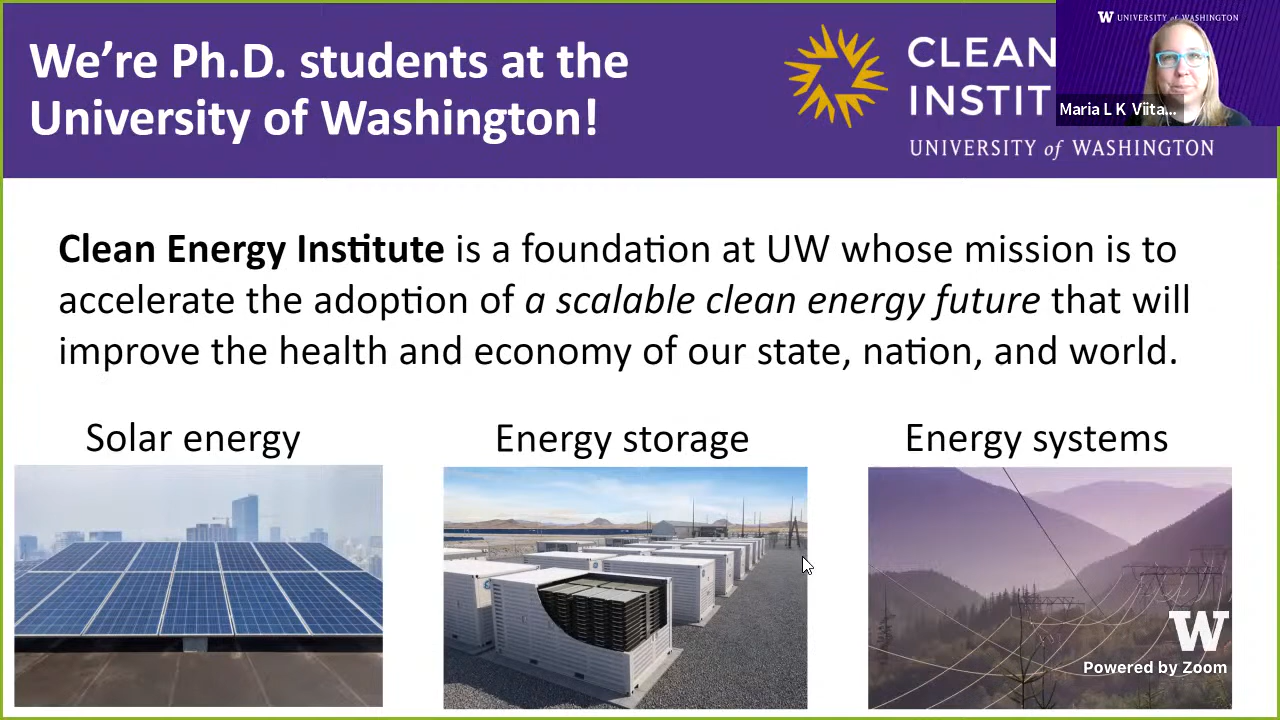 We're Ph.D. students at the
University of Washington!
CLEAN
INSTIT
UNIVERSITY of WASHINGTON
W UNIVERSITY of WASHINGTON
Maria L K Viita...
Clean Energy Institute is a foundation at UW whose mission is to
accelerate the adoption of a scalable clean energy future that will
improve the health and economy of our state, nation, and world.
Solar energy
Energy storage
Energy systems
W
Powered by Zoom